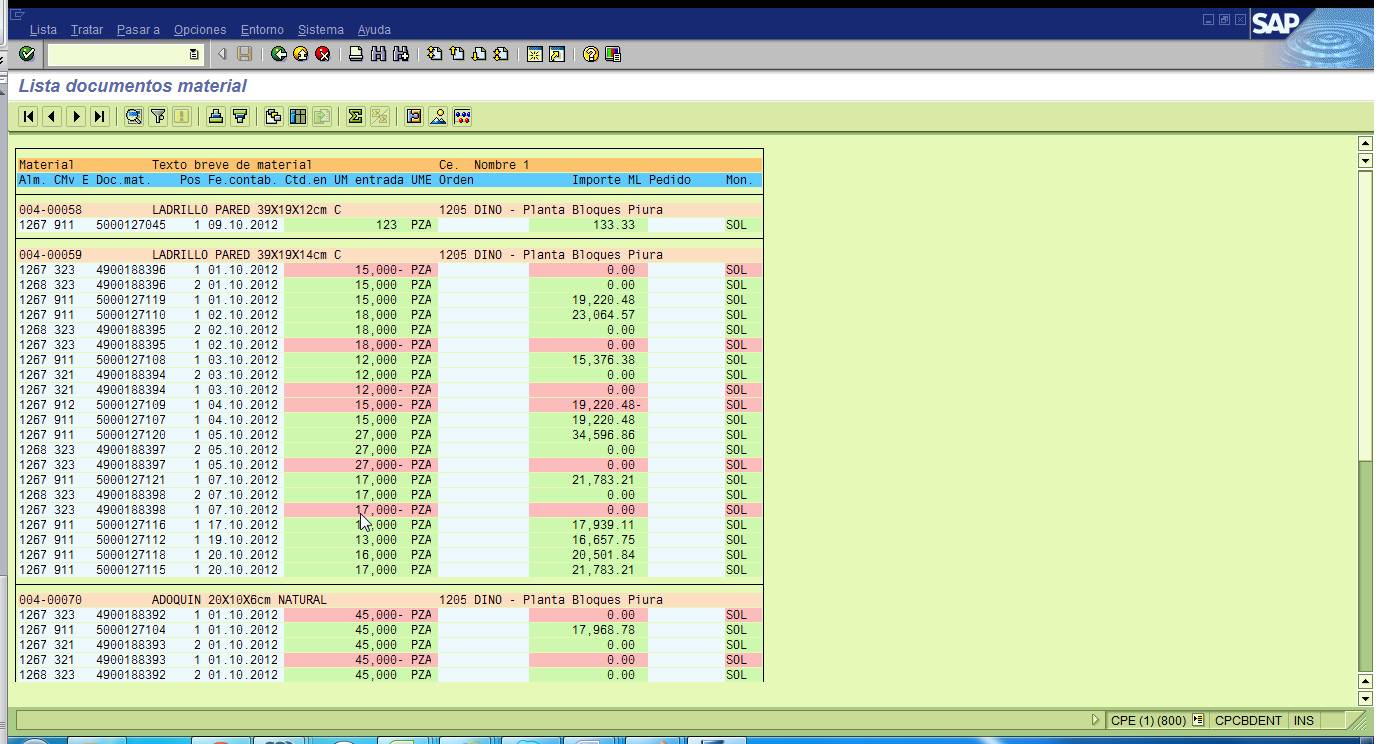 Lista Tratar Pasar a Opciones Entorno Sistema Ayuda
SAP
Lista documentos material
Material Texto breve de material Ce. Nombre 1
Alm. CMv E Doc.mat. Pos Fe.contab. Ctd.en UM entrada UME Orden Importe ML Pedido Mon.
004-00058 LADRILLO PARED 39X19X12cm C 1205 DINO - Planta Bloques Piura
1267 911 5000127045 1 09.10.2012 123 PZA 133.33 SOL
004-00059 LADRILLO PARED 39X19X14cm C 1205 DINO - Planta Bloques Piura
1267 323 4900188396 1 01.10.2012 15,000- PZA 0.00 SOL
1268 323 4900188396 2 01.10.2012 15,000 PZA 0.00 SOL
1267 911 5000127119 1 01.10.2012 15,000 PZA 19,220.48 SOL
1267 911 5000127110 1 02.10.2012 18,000 PZA 23,064.57 SOL
1268 323 4900188395 2 02.10.2012 18,000 PZA 0.00 SOL
1267 323 4900188395 1 02.10.2012 18,000- PZA 0.00 SOL
1267 911 5000127108 1 03.10.2012 12,000 PZA 15,376.38 SOL
1267 321 4900188394 2 03.10.2012 12,000 PZA 0.00 SOL
1267 321 4900188394 1 03.10.2012 12,000- PZA 0.00 SOL
1267 912 5000127109 1 04.10.2012 15,000- PZA 19,220.48- SOL
1267 911 5000127107 1 04.10.2012 15,000 PZA 19,220.48 SOL
1267 911 5000127120 1 05.10.2012 27,000 PZA 34,596.86 SOL
1268 323 4900188397 2 05.10.2012 27,000 PZA 0.00 SOL
1267 323 4900188397 1 05.10.2012 27,000- PZA 0.00 SOL
1267 911 5000127121 1 07.10.2012 17,000 PZA 21,783.21 SOL
1268 323 4900188398 2 07.10.2012 17,000 PZA 0.00 SOL
1267 323 4900188398 1 07.10.2012 17,000- PZA 0.00 SOL
1267 911 5000127116 1 17.10.2012 PZA 17,939.11 SOL
1267 911 5000127112 1 19.10.2012 13,000 PZA 16,657.75 SOL
1267 911 5000127118 1 20.10.2012 16,000 PZA 20,501.84 SOL
1267 911 5000127115 1 20.10.2012 17,000 PZA 21,783.21 SOL
004-00070 ADOQUIN 20X10X6cm NATURAL 1205 DINO - Planta Bloques Piura
1267 323 4900188392 1 01.10.2012 45,000- PZA 0.00 SOL
1267 911 5000127104 1 01.10.2012 45,000 PZA 17,968.78 SOL
1267 321 4900188393 2 01.10.2012 45,000 PZA 0.00 SOL
1267 321 4900188393 1 01.10.2012 45,000- PZA 0.00 SOL
1268 323 4900188392 2 01.10.2012 45,000 PZA 0.00 SOL
CPE (1) (800) CPCBDENT INS